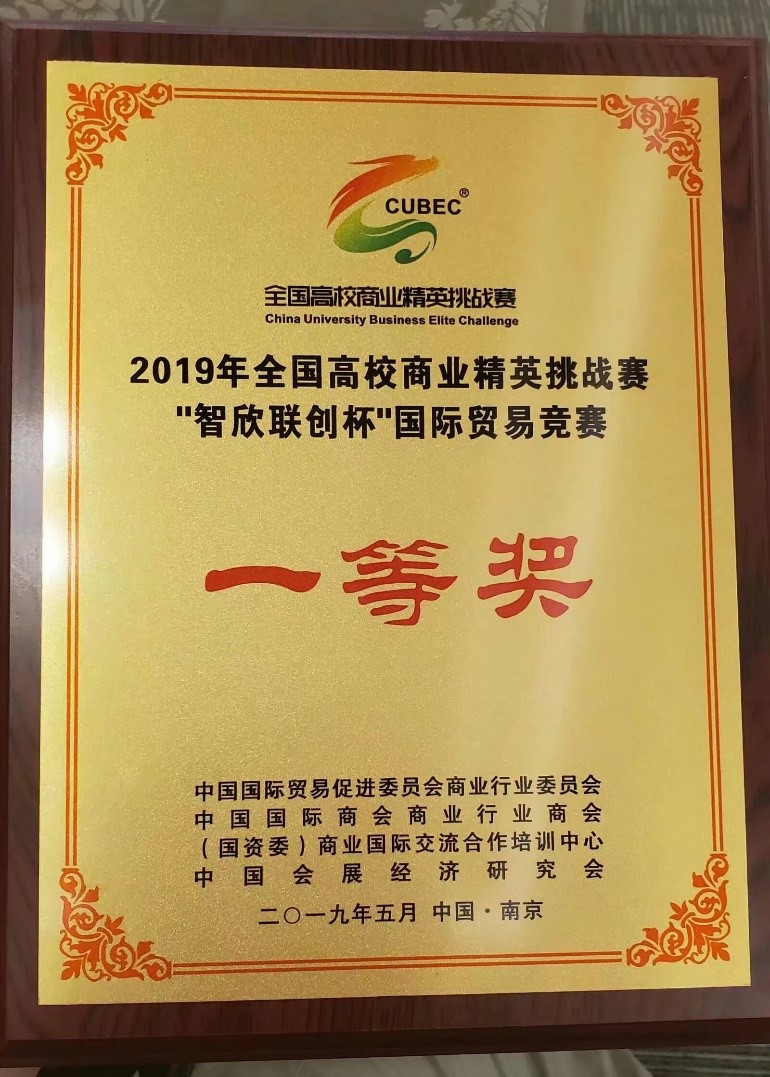 CUBEC®
全国高校商业精英挑战赛
China University Business Elite Challenge
2019年全国高校商业精英挑战赛
"智欣联创杯"国际贸易竞赛
一等奖
中国国际贸易促进委员会商业行业委员会
中国国际商会商业行业商会
（国资委）商业国际交流合作培训中心
中国会展经济研究会
二〇一九年五月 中国·南京